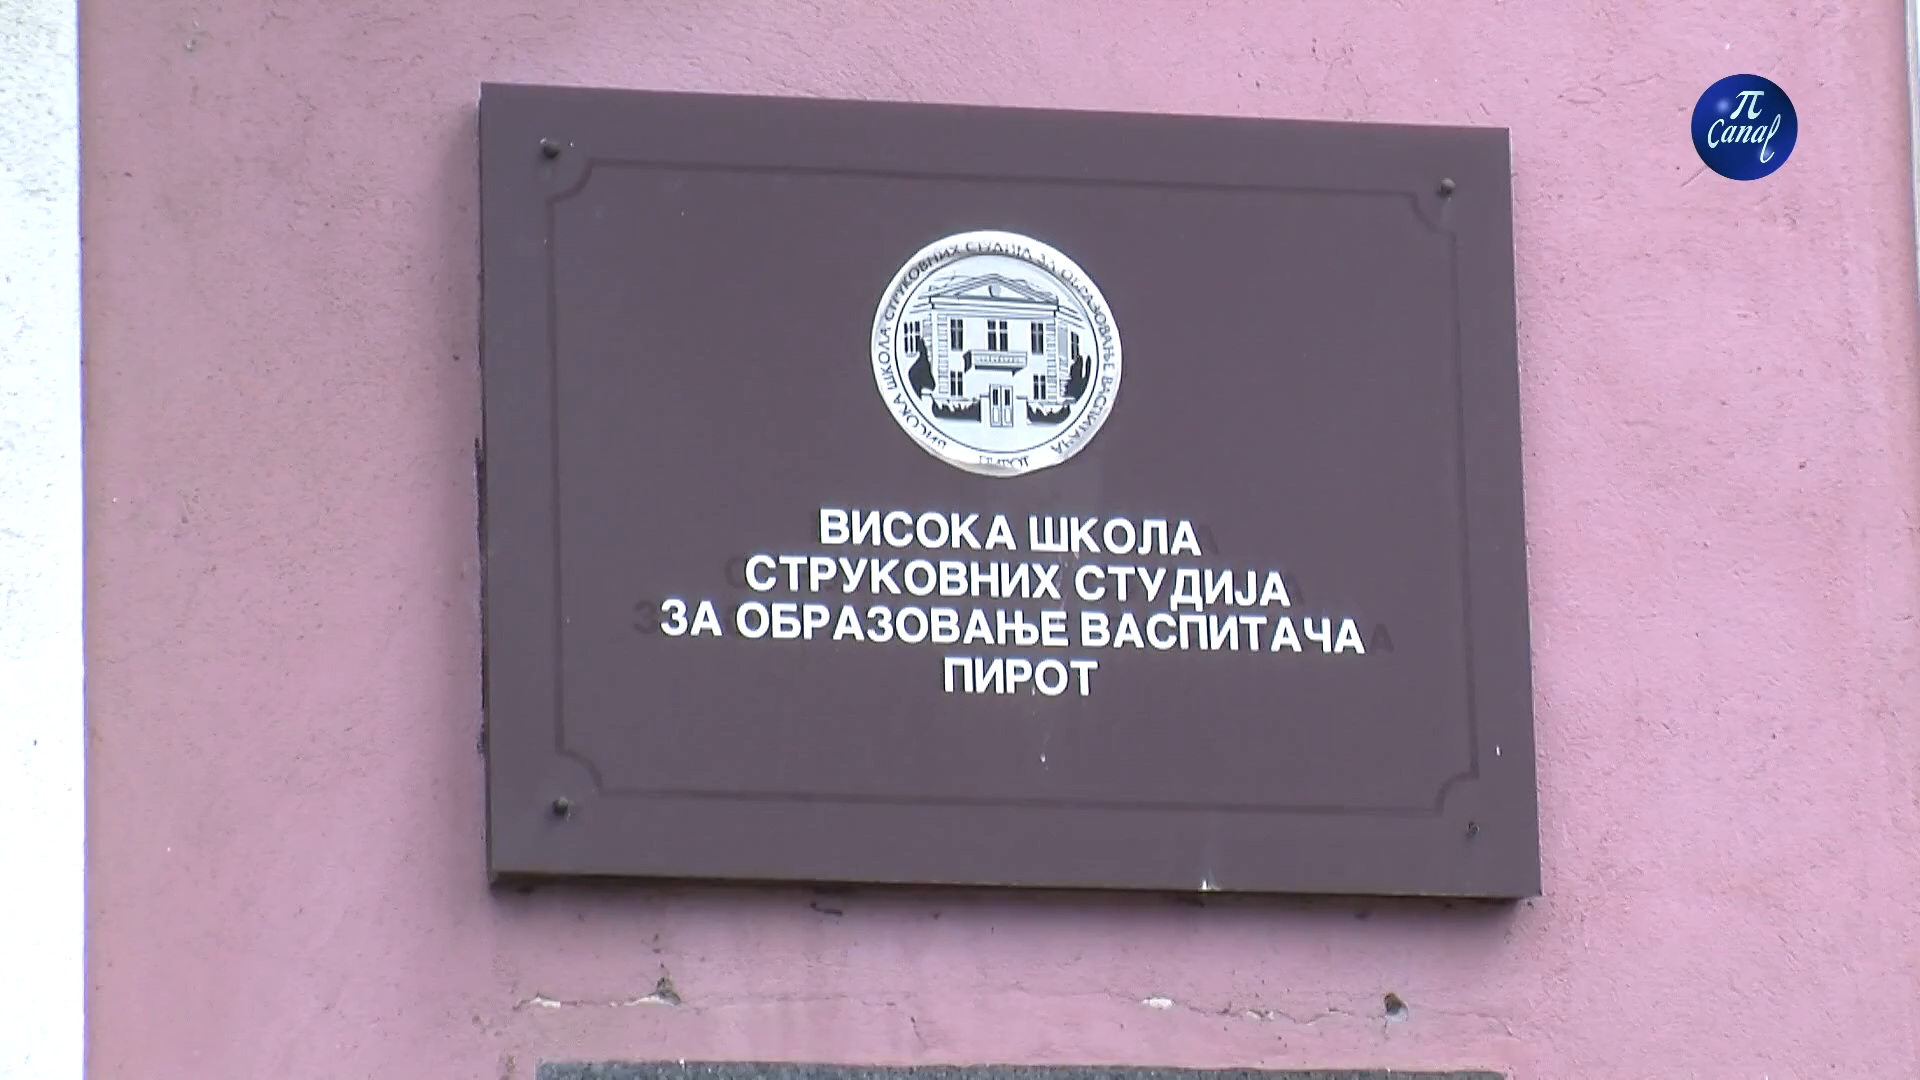 π
Canal
ВИСОКА ШКОЛА СТРУКОВНИХ СТУДИЈА ЗА ОБРАЗОВАЊЕ ВАСПИТАЧА
ПИРОТ
ВИСОКА ШКОЛА
СТРУКОВНИХ СТУДИЈА
ЗА ОБРАЗОВАЊЕ ВАСПИТАЧА
ПИРОТ